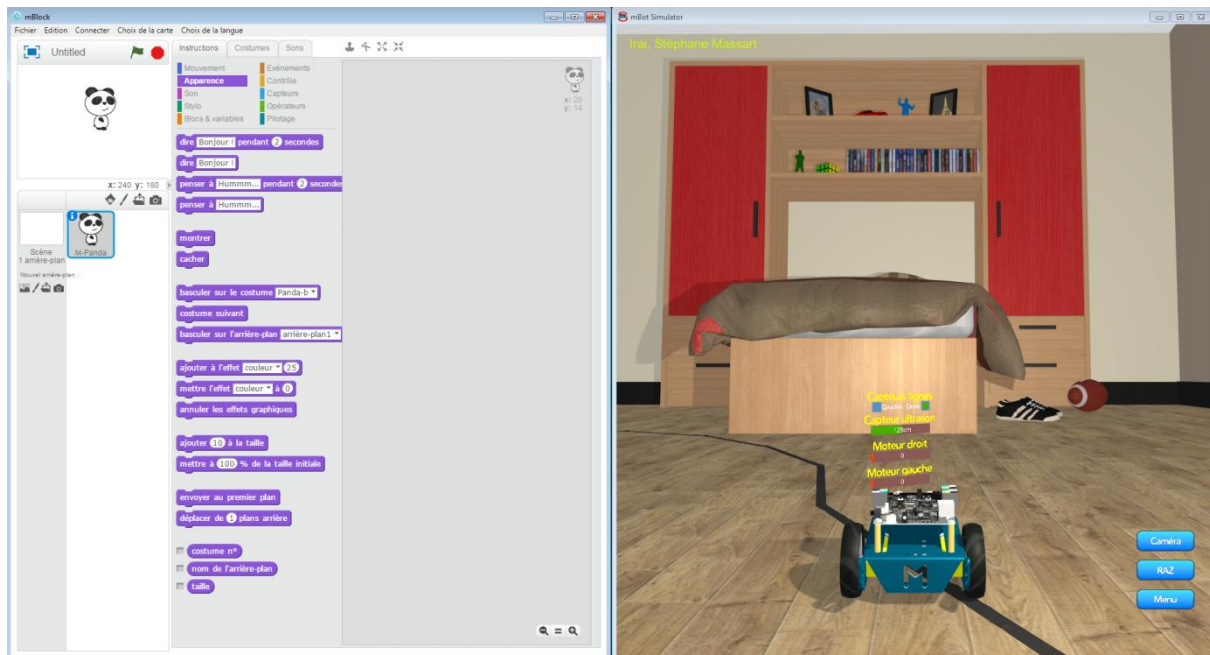 mBlock
Fichier Edition Connecter Choix de la carte Choix de la langue
Untitled
x: 240 y: 180
Scène
1 arrière-plan
M-Panda
Nouvel arrière-plan :
Instructions Costumes Sons
Mouvement Evénements
Apparence Contrôle
Son Capteurs
Stylo Opérateurs
Blocs & variables Pilotage
dire Bonjour ! pendant 2 secondes
dire Bonjour !
penser à Hummm... pendant 2 secondes
penser à Hummm...
montrer
cacher
basculer sur le costume Panda-b
costume suivant
basculer sur l'arrière-plan arrière-plan1
ajouter à l'effet couleur 25
mettre l'effet couleur à 0
annuler les effets graphiques
ajouter 10 à la taille
mettre à 100 % de la taille initiale
envoyer au premier plan
déplacer de 1 plans arrière
costume n°
nom de l'arrière-plan
taille
x: 20
y: 14
mBot Simulator
Irai, Stéphane Massart
Capteurs lignes
Gauche Droit
Capteur ultrason
128cm
Moteur droit
0
Moteur gauche
0
M
Caméra
RAZ
Menu